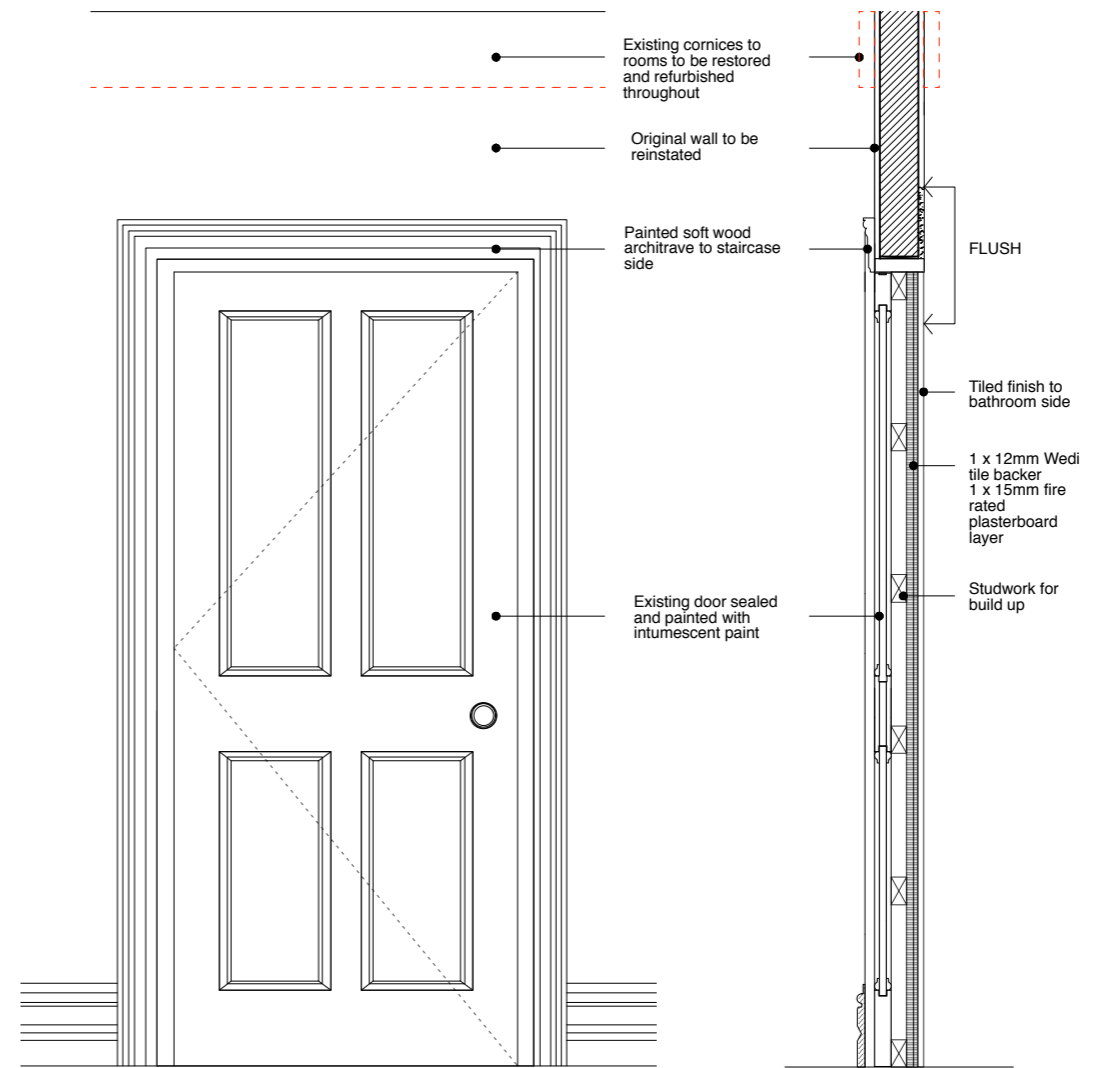 Existing cornices to
rooms to be restored
and refurbished
throughout
Original wall to be
reinstated
Painted soft wood
architrave to staircase
side
FLUSH
Tiled finish to
bathroom side
1 x 12mm Wedi
tile backer
1 x 15mm fire
rated
plasterboard
layer
Studwork for
build up
Existing door sealed
and painted with
intumescent paint